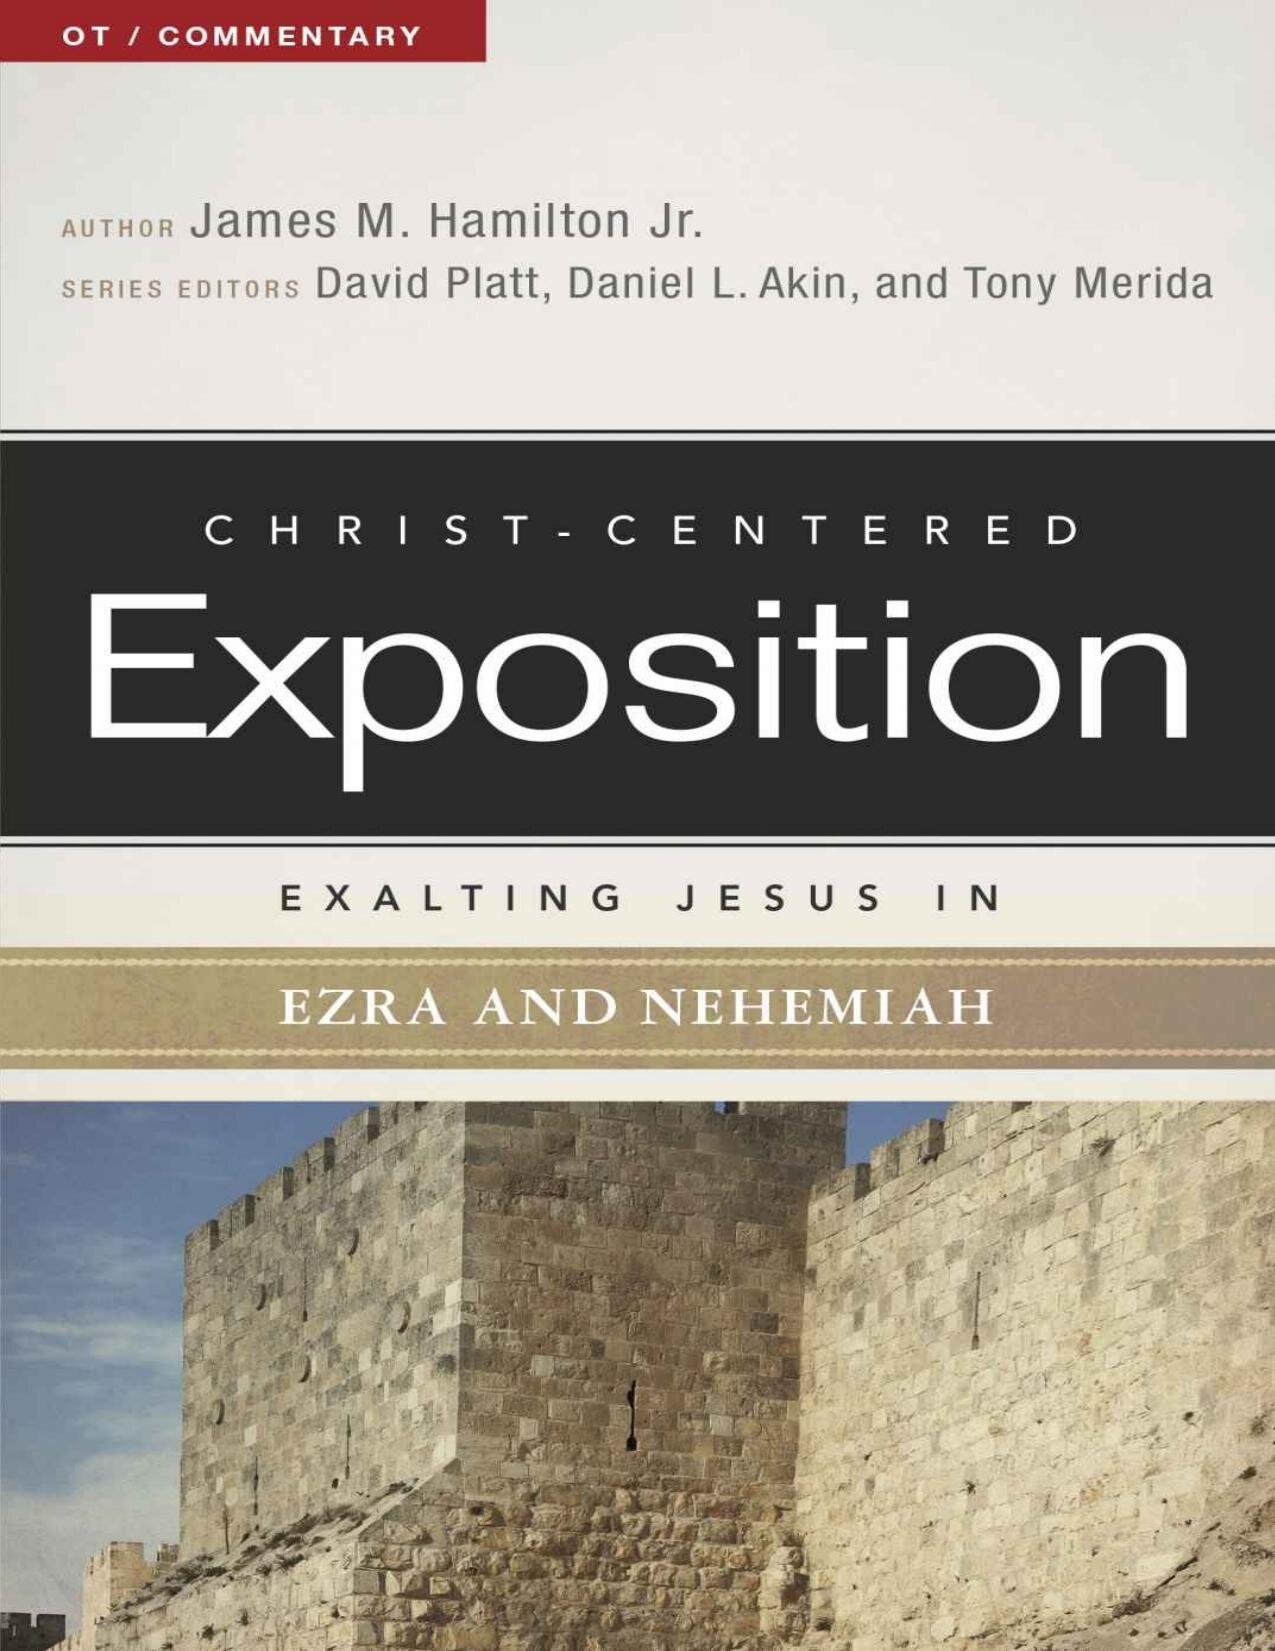 OT / COMMENTARY
AUTHOR James M. Hamilton Jr.
SERIES EDITORS David Platt, Daniel L. Akin, and Tony Merida
CHRIST-CENTERED
Exposition
EXALTING JESUS IN
EZRA AND NEHEMIAH